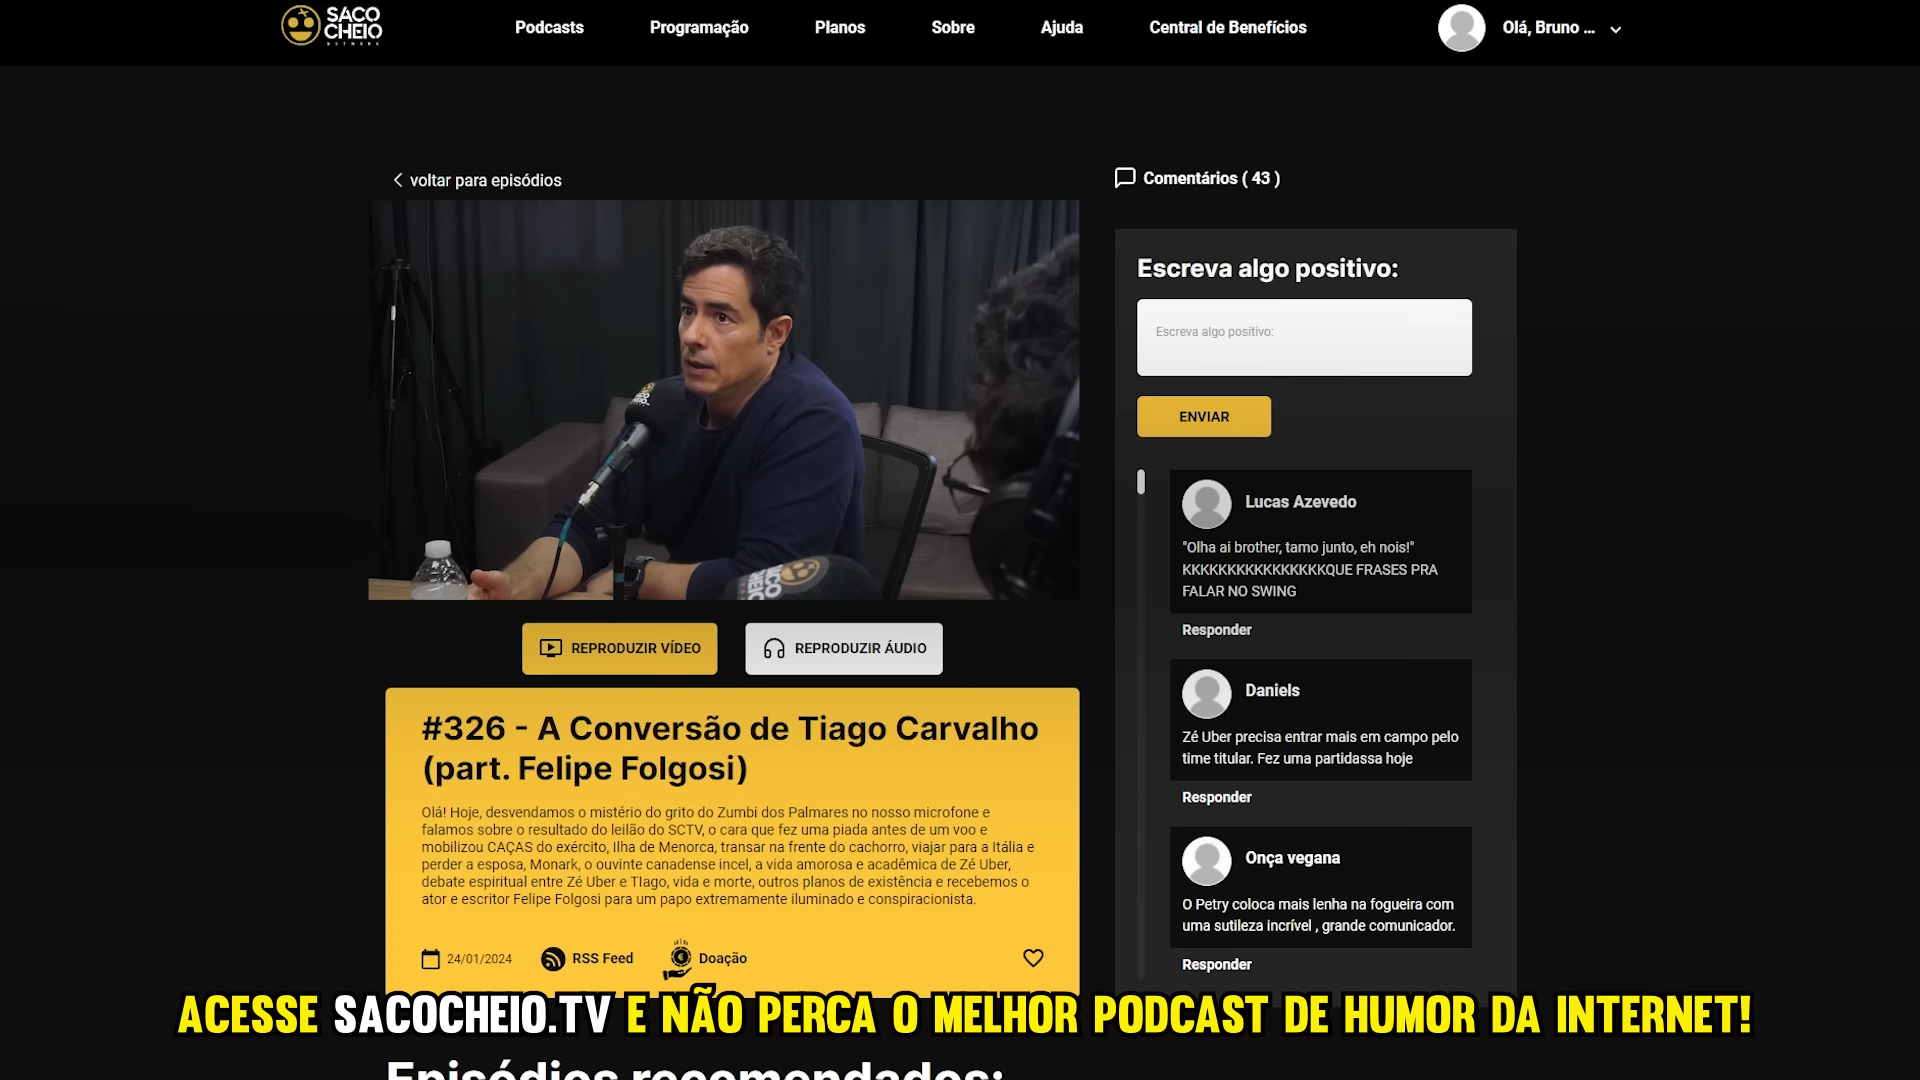 SACO
CHEIO
NETWORK
Podcasts
Programação
Planos
Sobre
Ajuda
Central de Benefícios
Olá, Bruno ...
voltar para episódios
SACO
CHEIO
REPRODUZIR VÍDEO
REPRODUZIR ÁUDIO
#326 - A Conversão de Tiago Carvalho
(part. Felipe Folgosi)
Olá! Hoje, desvendamos o mistério do grito do Zumbi dos Palmares no nosso microfone e
falamos sobre o resultado do leilão do SCTV, o cara que fez uma piada antes de um voo e
mobilizou CAÇAS do exército, Ilha de Menorca, transar na frente do cachorro, viajar para a Itália e
perder a esposa, Monark, o ouvinte canadense incel, a vida amorosa e acadêmica de Zé Uber,
debate espiritual entre Zé Uber e TIago, vida e morte, outros planos de existência e recebemos o
ator e escritor Felipe Folgosi para um papo extremamente iluminado e conspiracionista.
24/01/2024
RSS Feed
Doação
Comentários ( 43 )
Escreva algo positivo:
Escreva algo positivo:
ENVIAR
Lucas Azevedo
"Olha ai brother, tamo junto, eh nois!"
KKKKKKKKKKKKKKKKQUE FRASES PRA
FALAR NO SWING
Responder
Daniels
Zé Uber precisa entrar mais em campo pelo
time titular. Fez uma partidassa hoje
Responder
Onça vegana
O Petry coloca mais lenha na fogueira com
uma sutileza incrível , grande comunicador.
Responder
ACESSE SACOCHEIO.TV E NÃO PERCA O MELHOR PODCAST DE HUMOR DA INTERNET!
Episódios recomendados: